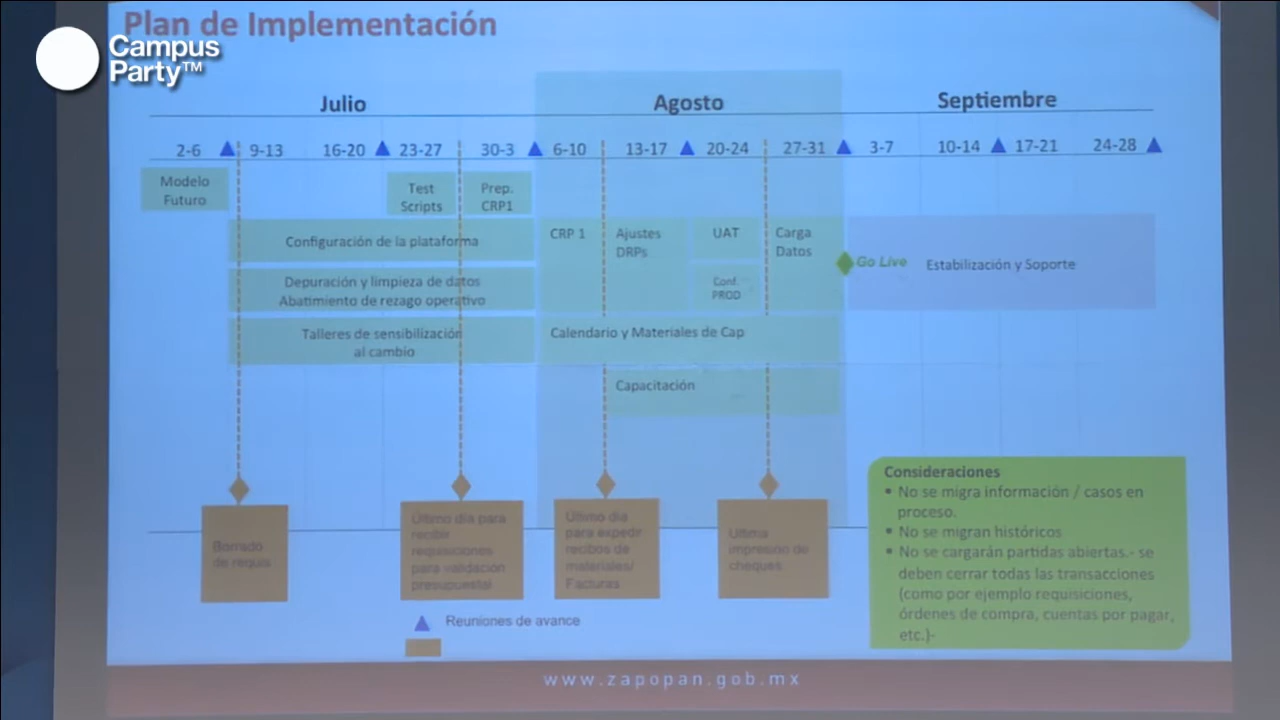 Plan de Implementación
Campus
Party™
Julio
Agosto
Septiembre
2-6
9-13
16-20
23-27
30-3
6-10
13-17
20-24
27-31
3-7
10-14
17-21
24-28
Modelo
Futuro
Test
Scripts
Prep.
CRP1
Configuración de la plataforma
CRP 1
Ajustes
DRPs
UAT
Carga
Datos
Go Live
Estabilización y Soporte
Depuración y limpieza de datos
Abatimiento de rezago operativo
Conf.
PROD
Talleres de sensibilización
al cambio
Calendario y Materiales de Cap
Capacitación
Borrado
de requis
Último día para
recibir
requisiciones
para validación
presupuestal
Último día
para expedir
recibos de
materiales/
Facturas
Última
impresión de
cheques.
Consideraciones
▪ No se migra información / casos en
proceso.
▪ No se migran históricos
▪ No se cargarán partidas abiertas.- se
deben cerrar todas las transacciones
(como por ejemplo requisiciones,
órdenes de compra, cuentas por pagar,
etc.)-
Reuniones de avance
www.zapopan.gob.mx